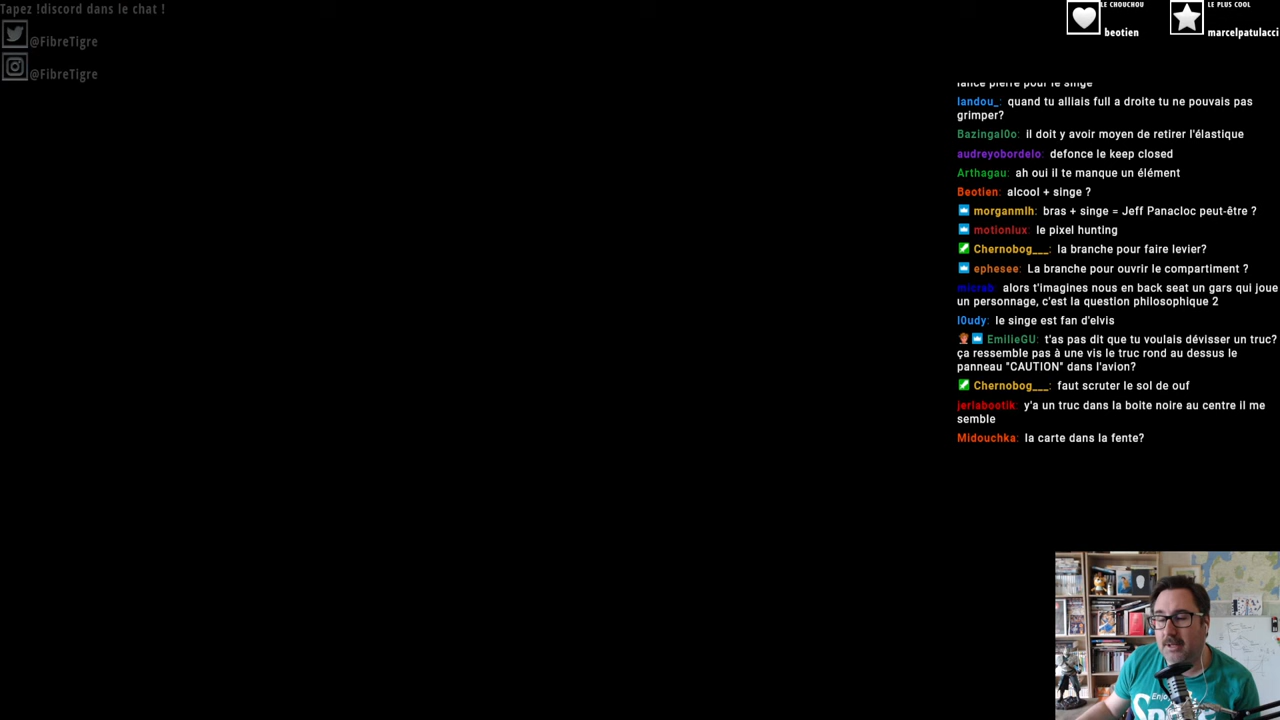 Tapez !discord dans le chat !
@FibreTigre
@FibreTigre
LE CHOUCHOU
beotien
LE PLUS COOL
marcelpatulacci
lance pierre pour le singe
landou_: quand tu alliais full a droite tu ne pouvais pas
grimper?
Bazingal0o: il doit y avoir moyen de retirer l'élastique
audreyobordelo: defonce le keep closed
Arthagau: ah oui il te manque un élément
Beotien: alcool + singe ?
morganmlh: bras + singe = Jeff Panacloc peut-être ?
motionlux: le pixel hunting
Chernobog___: la branche pour faire levier?
ephesee: La branche pour ouvrir le compartiment ?
micrab: alors t'imagines nous en back seat un gars qui joue
un personnage, c'est la question philosophique 2
l0udy: le singe est fan d'elvis
EmilieGU: t'as pas dit que tu voulais dévisser un truc?
ça ressemble pas à une vis le truc rond au dessus le
panneau "CAUTION" dans l'avion?
Chernobog___: faut scruter le sol de ouf
jerlabootik: y'a un truc dans la boite noire au centre il me
semble
Midouchka: la carte dans la fente?
Enjoy